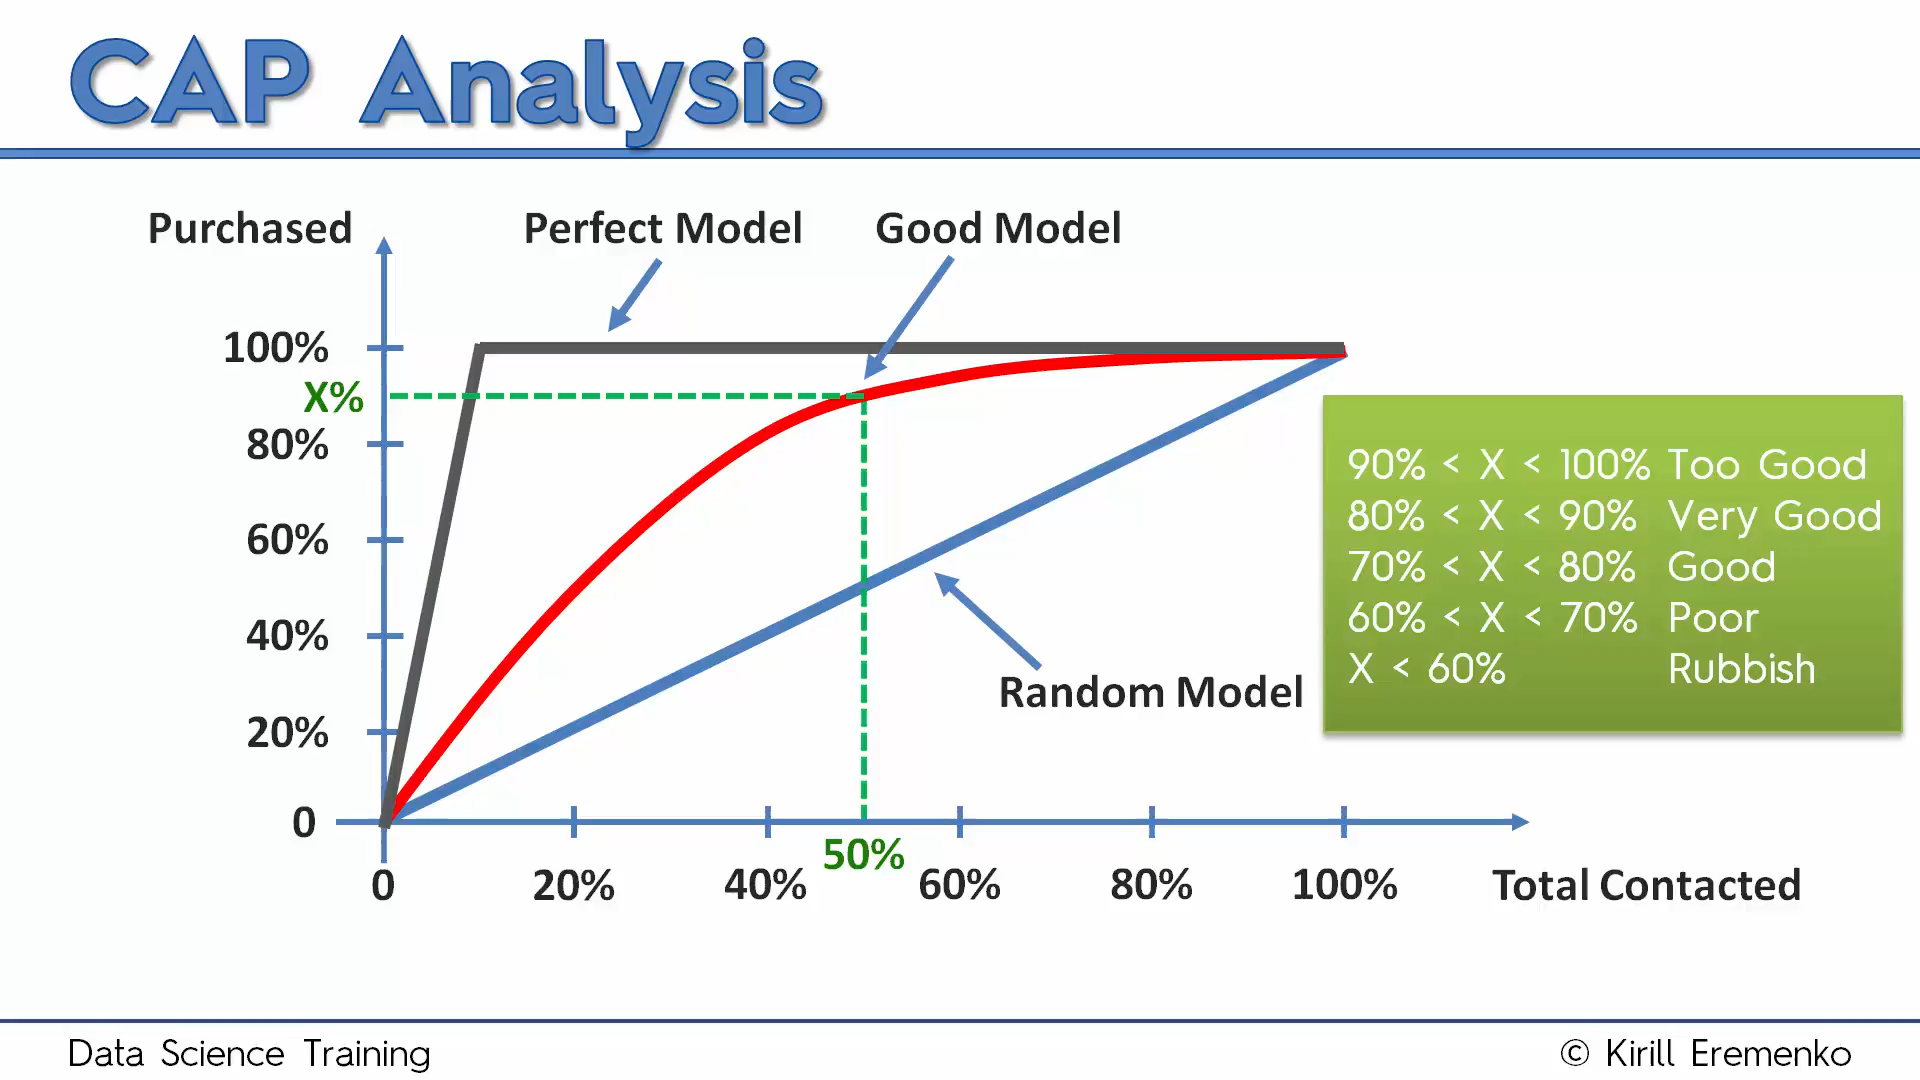 CAP Analysis
Purchased
Perfect Model
Good Model
100%
X%
80%
60%
40%
20%
0
90% < X < 100% Too Good
80% < X < 90% Very Good
70% < X < 80% Good
60% < X < 70% Poor
X < 60% Rubbish
Random Model
50%
0 20% 40% 60% 80% 100% Total Contacted
Data Science Training
© Kirill Eremenko